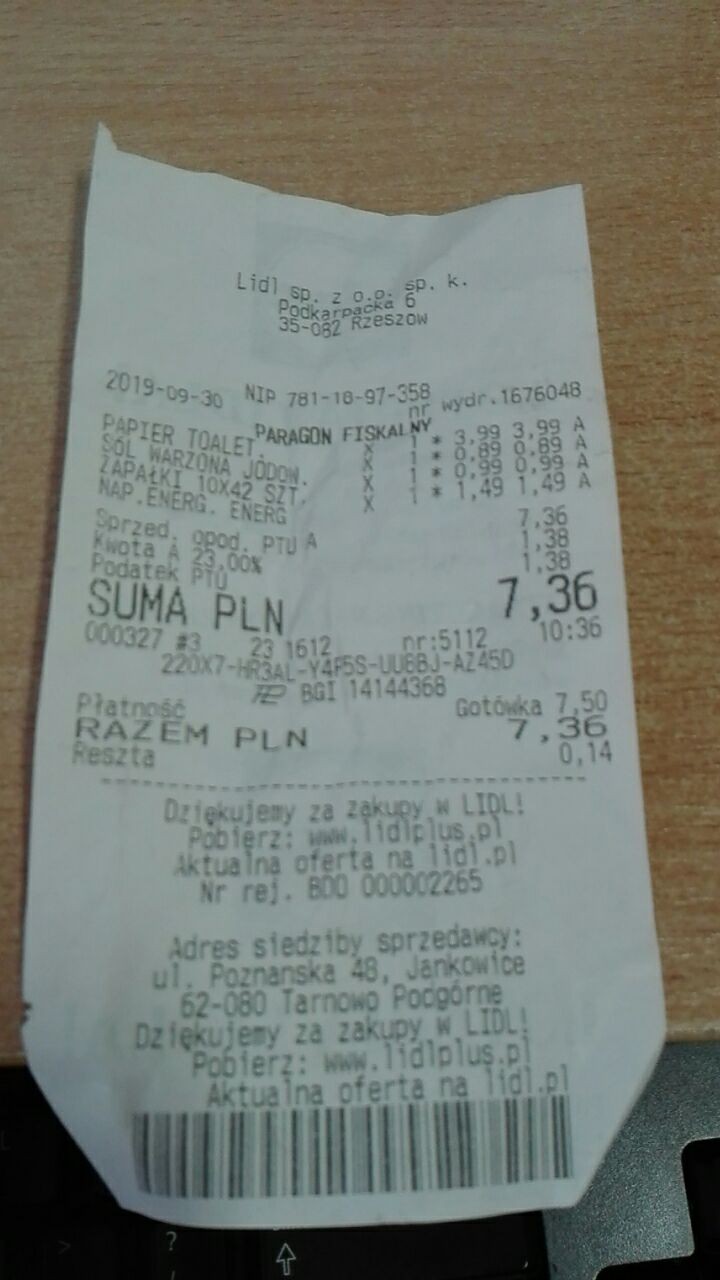 Lidl sp. z o.o. sp. k.
Podkarpacka 6
35-082 Rzeszow
2019-09-30 NIP 781-18-97-358 nr wydr.1676048
PARAGON FISKALNY
PAPIER TOALET. X 1 * 3,99 3,99 A
SÓL WARZONA JODOW. X 1 * 0,89 0,89 A
ZAPAŁKI 10X42 SZT. X 1 * 0,99 0,99 A
NAP.ENERG. ENERG X 1 * 1,49 1,49 A
Sprzed. opod. PTU A 7,36
Kwota A 23,00% 1,38
Podatek PTU 1,38
SUMA PLN 7,36
000327 #3 23 1612 nr:5112 10:36
220X7-HR3AL-Y4F5S-UU8BJ-AZ45D
BGI 14144368
Płatność Gotówka 7,50
RAZEM PLN 7,36
Reszta 0,14
Dziękujemy za zakupy w LIDL!
Pobierz: www.lidlplus.pl
Aktualna oferta na lidl.pl
Nr rej. BDO 000002265
Adres siedziby sprzedawcy:
ul. Poznanska 48, Jankowice
62-080 Tarnowo Podgórne
Dziękujemy za zakupy w LIDL!
Pobierz: www.lidlplus.pl
Aktualna oferta na lidl.pl
?
/